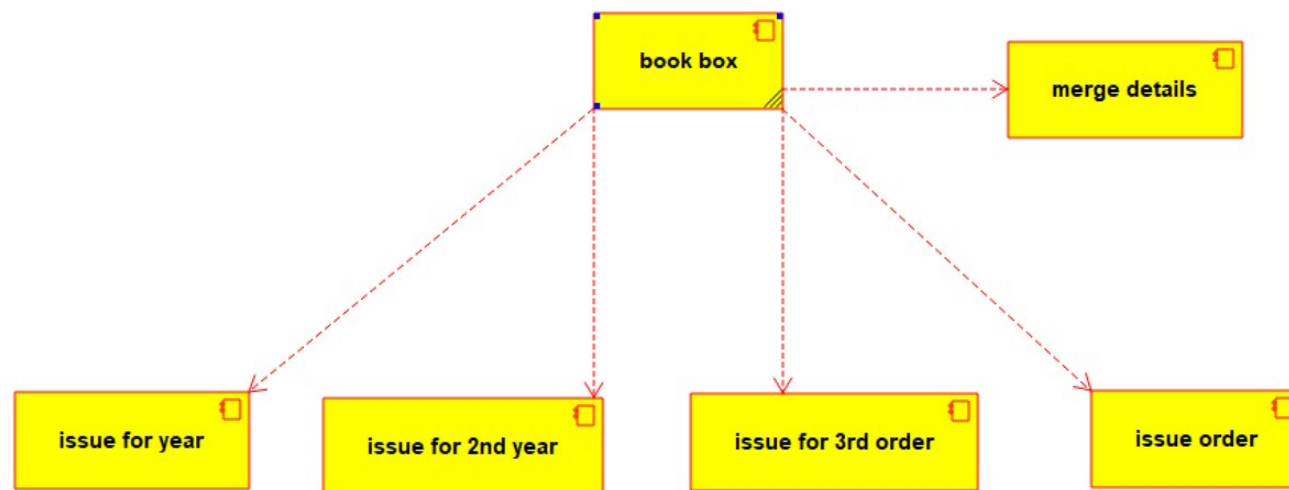 book box
merge details
issue for year
issue for 2nd year
issue for 3rd order
issue order